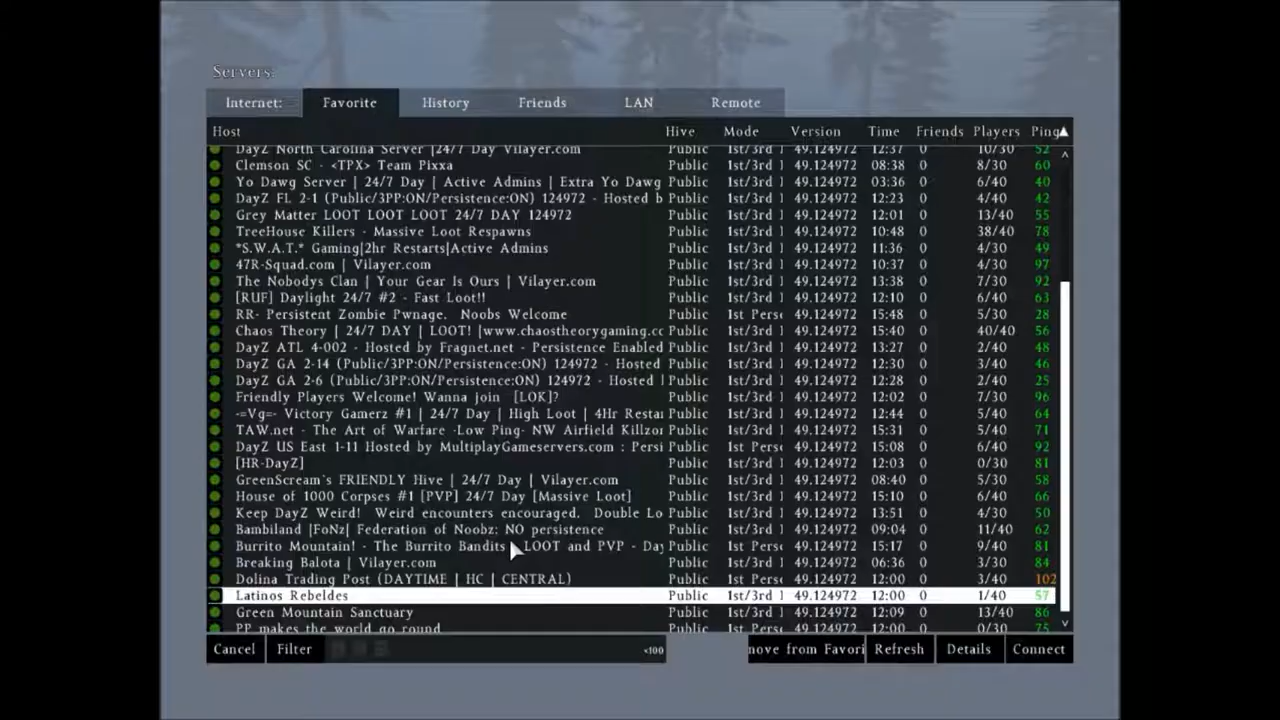 Servers:
Internet: Favorite History Friends LAN Remote
Host Hive Mode Version Time Friends Players Ping
DayZ North Carolina Server |24/7 Day Vilayer.com Public 1st/3rd 49.124972 12:37 0 10/30 52
Clemson SC - <TPX> Team Pixxa Public 1st/3rd 49.124972 08:38 0 8/30 60
Yo Dawg Server | 24/7 Day | Active Admins | Extra Yo Dawg Public 1st/3rd 49.124972 03:36 0 6/40 40
DayZ FL 2-1 (Public/3PP:ON/Persistence:ON) 124972 - Hosted b Public 1st/3rd 49.124972 12:23 0 4/40 42
Grey Matter LOOT LOOT LOOT 24/7 DAY 124972 Public 1st/3rd 49.124972 12:01 0 13/40 55
TreeHouse Killers - Massive Loot Respawns Public 1st/3rd 49.124972 10:48 0 38/40 78
*S.W.A.T.* Gaming|2hr Restarts|Active Admins Public 1st/3rd 49.124972 11:36 0 4/30 49
47R-Squad.com | Vilayer.com Public 1st/3rd 49.124972 10:37 0 4/30 97
The Nobodys Clan | Your Gear Is Ours | Vilayer.com Public 1st/3rd 49.124972 13:38 0 7/30 92
[RUF] Daylight 24/7 #2 - Fast Loot!! Public 1st/3rd 49.124972 12:10 0 6/40 63
RR- Persistent Zombie Pwnage. Noobs Welcome Public 1st Perso 49.124972 15:48 0 5/30 28
Chaos Theory | 24/7 DAY | LOOT! |www.chaostheorygaming.co Public 1st/3rd 49.124972 15:40 0 40/40 56
DayZ ATL 4-002 - Hosted by Fragnet.net - Persistence Enabled Public 1st/3rd 49.124972 13:27 0 2/40 48
DayZ GA 2-14 (Public/3PP:ON/Persistence:ON) 124972 - Hosted Public 1st/3rd 49.124972 12:30 0 3/40 46
DayZ GA 2-6 (Public/3PP:ON/Persistence:ON) 124972 - Hosted Public 1st/3rd 49.124972 12:28 0 2/40 25
Friendly Players Welcome! Wanna join [LOK]? Public 1st/3rd 49.124972 12:02 0 7/30 96
-=Vg=- Victory Gamerz #1 | 24/7 Day | High Loot | 4Hr Restar Public 1st/3rd 49.124972 12:44 0 5/40 64
TAW.net - The Art of Warfare -Low Ping- NW Airfield Killzon Public 1st/3rd 49.124972 15:31 0 5/40 71
DayZ US East 1-11 Hosted by MultiplayGameservers.com : Persi Public 1st Perso 49.124972 15:08 0 6/40 92
[HR-DayZ] Public 1st/3rd 49.124972 12:03 0 0/30 81
GreenScream's FRIENDLY Hive | 24/7 Day | Vilayer.com Public 1st/3rd 49.124972 08:40 0 5/30 58
House of 1000 Corpses #1 [PVP] 24/7 Day [Massive Loot] Public 1st/3rd 49.124972 15:10 0 6/40 66
Keep DayZ Weird! Weird encounters encouraged. Double Lo Public 1st/3rd 49.124972 13:51 0 4/30 50
Bambiland |FoNz| Federation of Noobz: NO persistence Public 1st/3rd 49.124972 09:04 0 11/40 62
Burrito Mountain! - The Burrito Bandits LOOT and PVP - Day Public 1st Perso 49.124972 15:17 0 9/40 81
Breaking Balota | Vilayer.com Public 1st/3rd 49.124972 06:36 0 3/30 84
Dolina Trading Post (DAYTIME | HC | CENTRAL) Public 1st Perso 49.124972 12:00 0 3/40 102
Latinos Rebeldes Public 1st/3rd 49.124972 12:00 0 1/40 57
Green Mountain Sanctuary Public 1st/3rd 49.124972 12:09 0 13/40 86
PP makes the world go round Public 1st Perso 49.124972 12:00 0 0/30 75
Cancel Filter <100 nove from Favori Refresh Details Connect